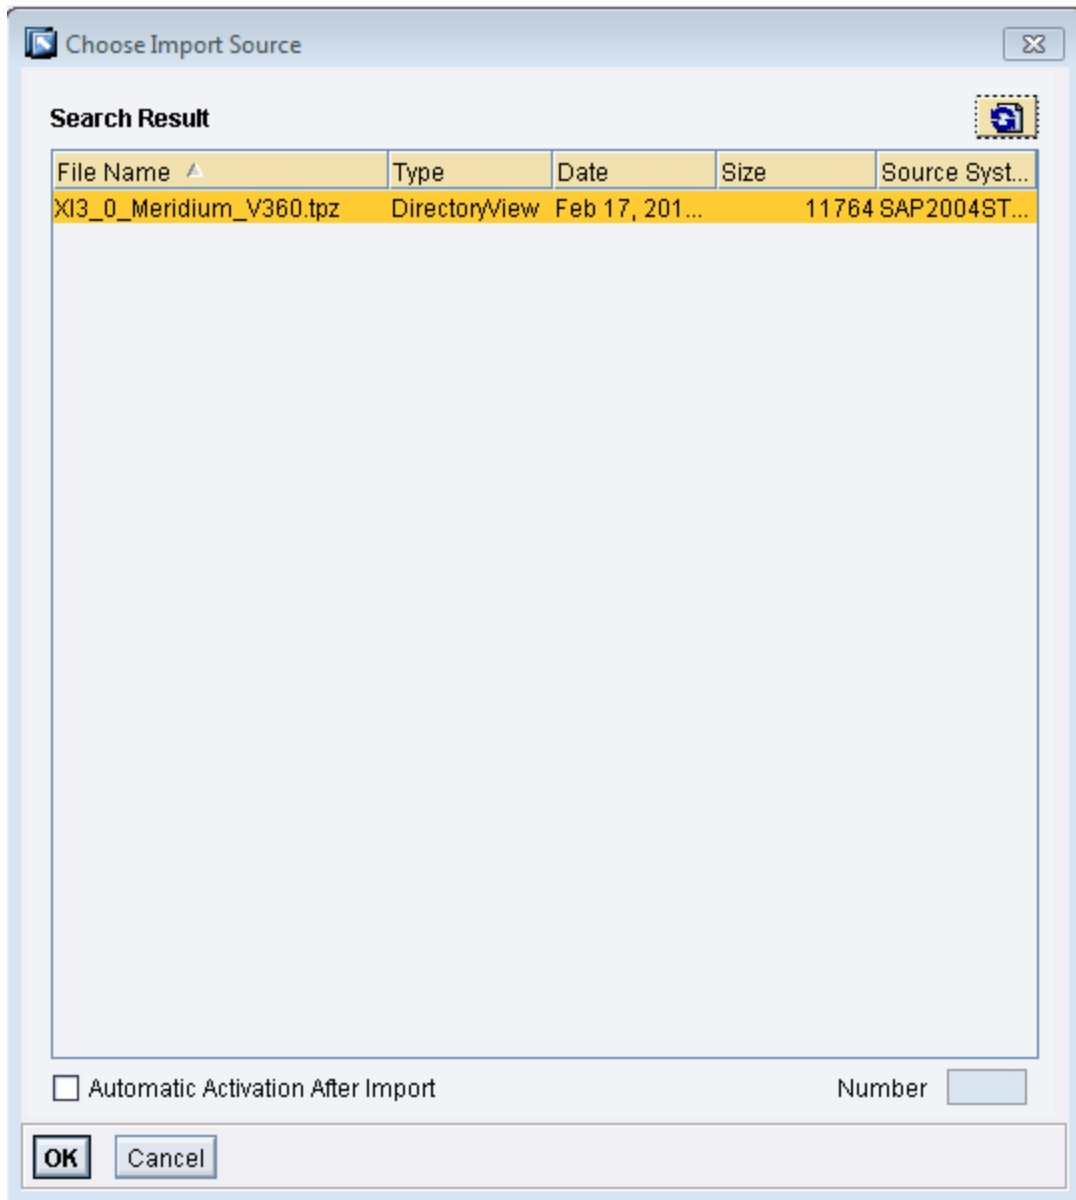 Choose Import Source
Search Result
File Name Type Date Size Source Syst...
XI3_0_Meridium_V360.tpz DirectoryView Feb 17, 201... 11764 SAP2004ST...
Automatic Activation After Import Number
OK Cancel